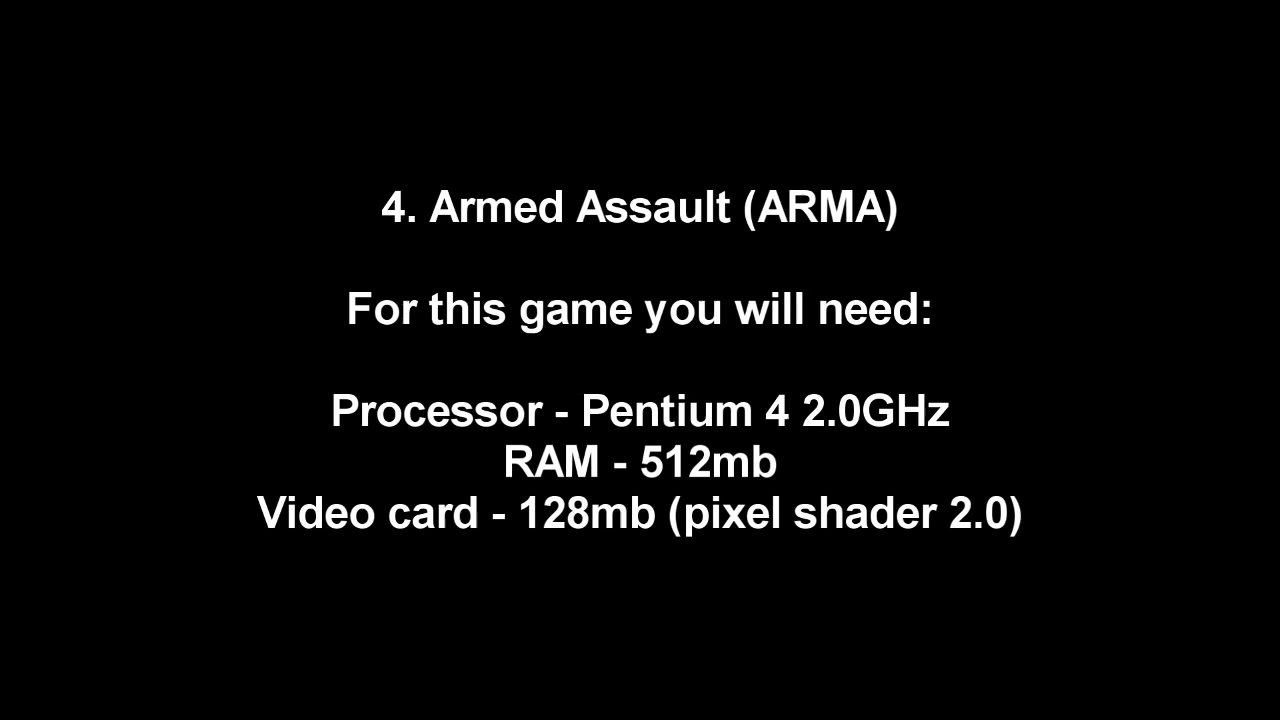 4. Armed Assault (ARMA)
For this game you will need:
Processor - Pentium 4 2.0GHz
RAM - 512mb
Video card - 128mb (pixel shader 2.0)